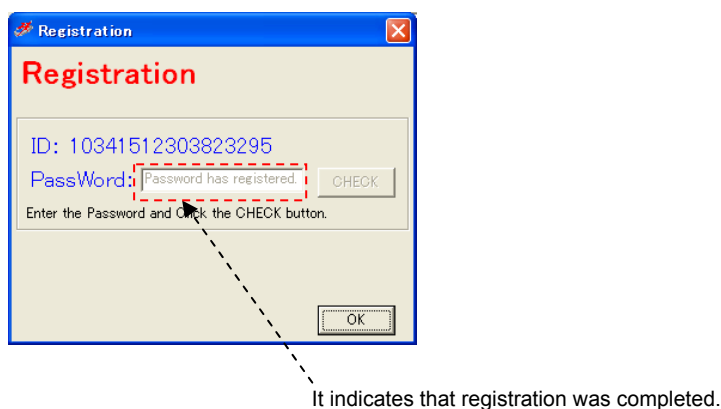 Registration
Registration
ID: 10341512303823295
PassWord: Password has registered. CHECK
Enter the Password and Click the CHECK button.
OK
It indicates that registration was completed.